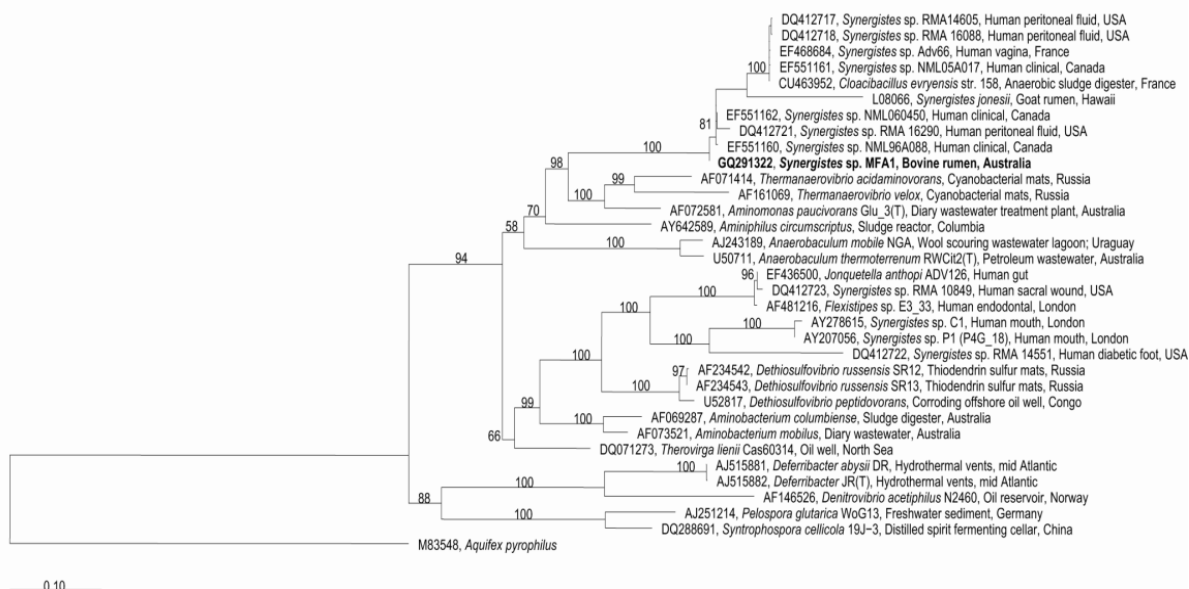 DQ412717, Synergistes sp. RMA14605, Human peritoneal fluid, USA
DQ412718, Synergistes sp. RMA 16088, Human peritoneal fluid, USA
EF468684, Synergistes sp. Adv66, Human vagina, France
100
EF551161, Synergistes sp. NML05A017, Human clinical, Canada
CU463952, Cloacibacillus evryensis str. 158, Anaerobic sludge digester, France
L08066, Synergistes jonesii, Goat rumen, Hawaii
EF551162, Synergistes sp. NML060450, Human clinical, Canada
81
DQ412721, Synergistes sp. RMA 16290, Human peritoneal fluid, USA
100
EF551160, Synergistes sp. NML96A088, Human clinical, Canada
98
GQ291322, Synergistes sp. MFA1, Bovine rumen, Australia
99
AF071414, Thermanaerovibrio acidaminovorans, Cyanobacterial mats, Russia
100
AF161069, Thermanaerovibrio velox, Cyanobacterial mats, Russia
70
AF072581, Aminomonas paucivorans Glu_3(T), Diary wastewater treatment plant, Australia
58
AY642589, Aminiphilus circumscriptus, Sludge reactor, Columbia
100
AJ243189, Anaerobaculum mobile NGA, Wool scouring wastewater lagoon; Uraguay
94
U50711, Anaerobaculum thermoterrenum RWCit2(T), Petroleum wastewater, Australia
96
EF436500, Jonquetella anthopi ADV126, Human gut
100
DQ412723, Synergistes sp. RMA 10849, Human sacral wound, USA
100
AF481216, Flexistipes sp. E3_33, Human endodontal, London
100
AY278615, Synergistes sp. C1, Human mouth, London
100
AY207056, Synergistes sp. P1 (P4G_18), Human mouth, London
100
DQ412722, Synergistes sp. RMA 14551, Human diabetic foot, USA
97
AF234542, Dethiosulfovibrio russensis SR12, Thiodendrin sulfur mats, Russia
100
AF234543, Dethiosulfovibrio russensis SR13, Thiodendrin sulfur mats, Russia
99
U52817, Dethiosulfovibrio peptidovorans, Corroding offshore oil well, Congo
100
AF069287, Aminobacterium columbiense, Sludge digester, Australia
66
AF073521, Aminobacterium mobilus, Diary wastewater, Australia
DQ071273, Therovirga lienii Cas60314, Oil well, North Sea
100
AJ515881, Deferribacter abysii DR, Hydrothermal vents, mid Atlantic
100
AJ515882, Deferribacter JR(T), Hydrothermal vents, mid Atlantic
88
AF146526, Denitrovibrio acetiphilus N2460, Oil reservoir, Norway
100
AJ251214, Pelospora glutarica WoG13, Freshwater sediment, Germany
DQ288691, Syntrophospora cellicola 19J–3, Distilled spirit fermenting cellar, China
M83548, Aquifex pyrophilus
0.10